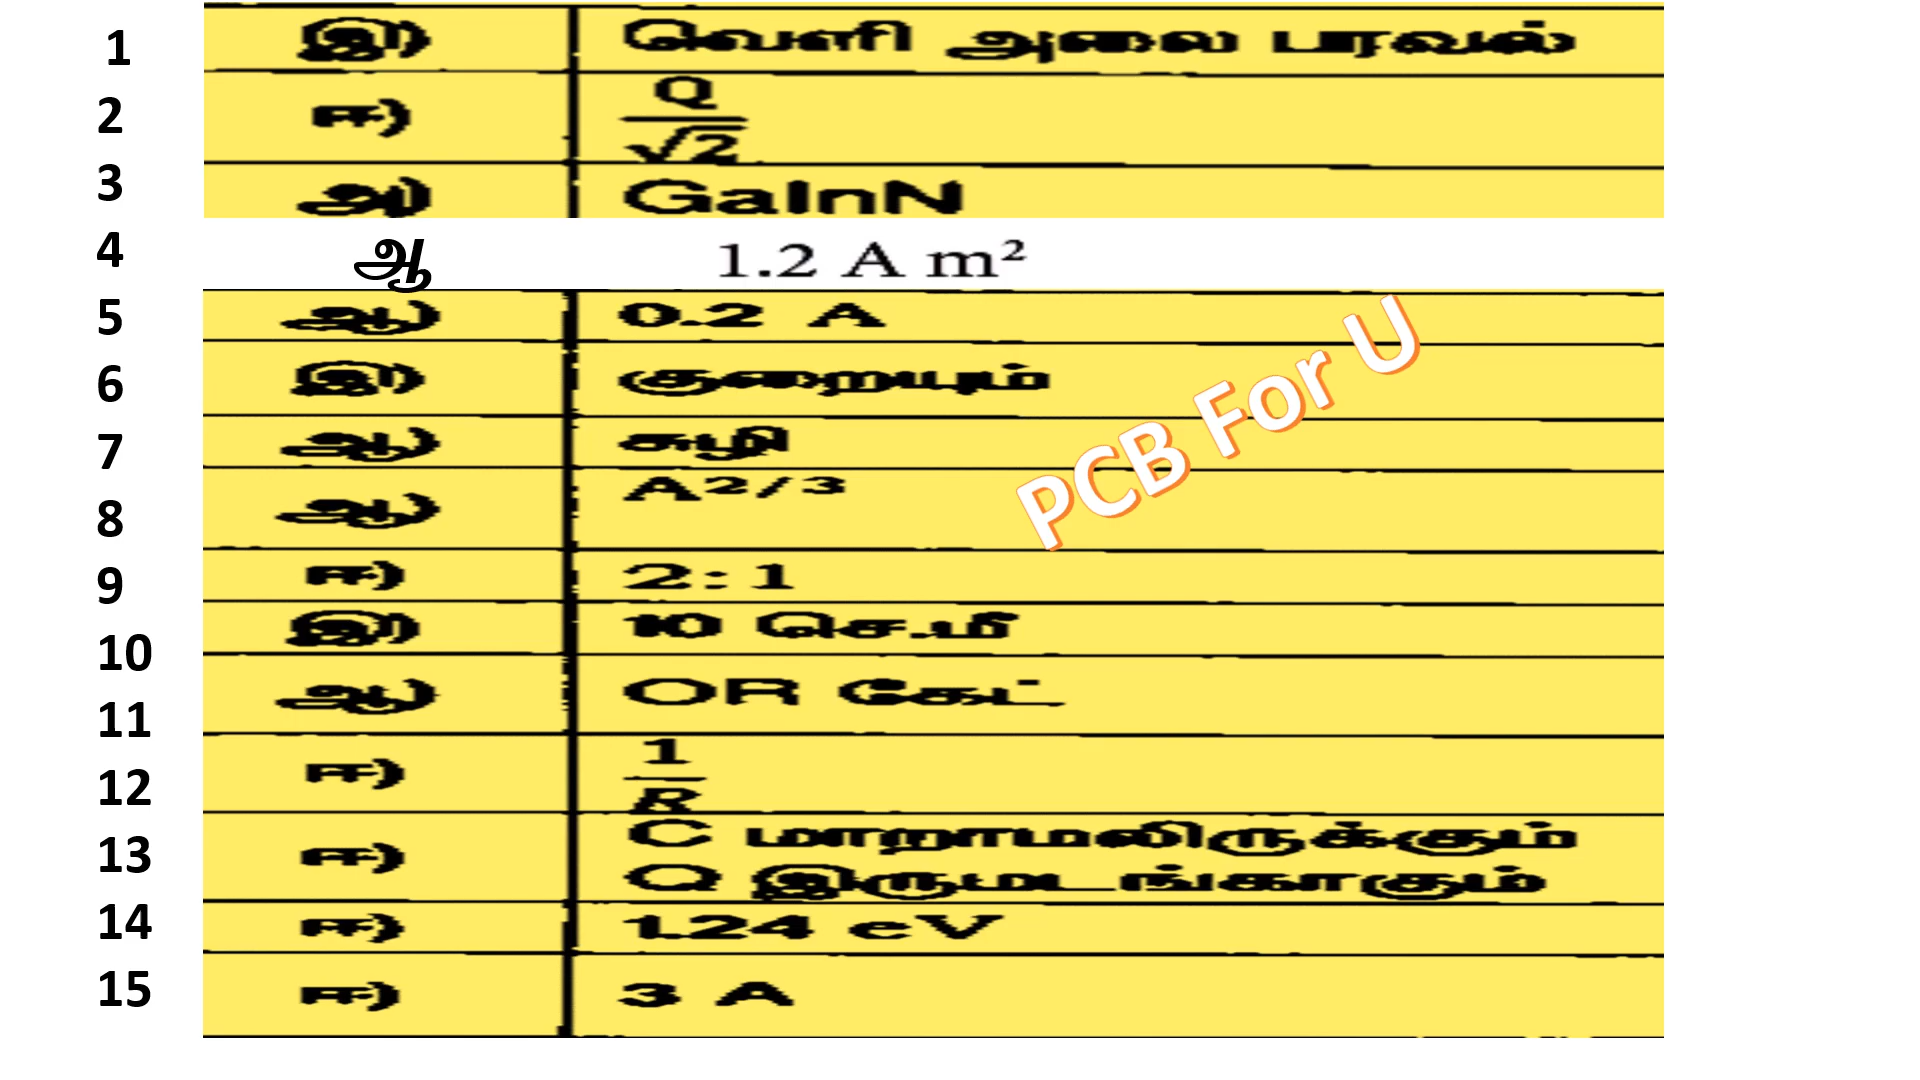 1 இ) வெளி அலை பரவல்
2 ஈ) Q/√2
3 அ) GaInN
4 ஆ 1.2 A m²
5 ஆ) 0.2 A
6 இ) குறையும்
7 ஆ) சுழி
8 ஆ) A2/3
9 ஈ) 2:1
10 இ) 10 செ.மீ
11 ஆ) OR கேட்
12 ஈ) 1/R
13 ஈ) C மாறாமலிருக்கும்
Q இருமடங்காகும்
14 ஈ) 1.24 eV
15 ஈ) 3 A
PCB For U